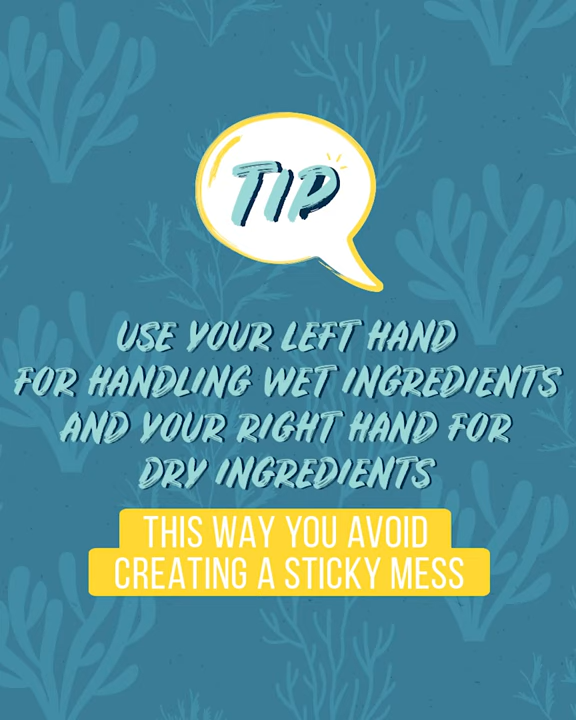 TIP
USE YOUR LEFT HAND
FOR HANDLING WET INGREDIENTS
AND YOUR RIGHT HAND FOR
DRY INGREDIENTS
THIS WAY YOU AVOID
CREATING A STICKY MESS